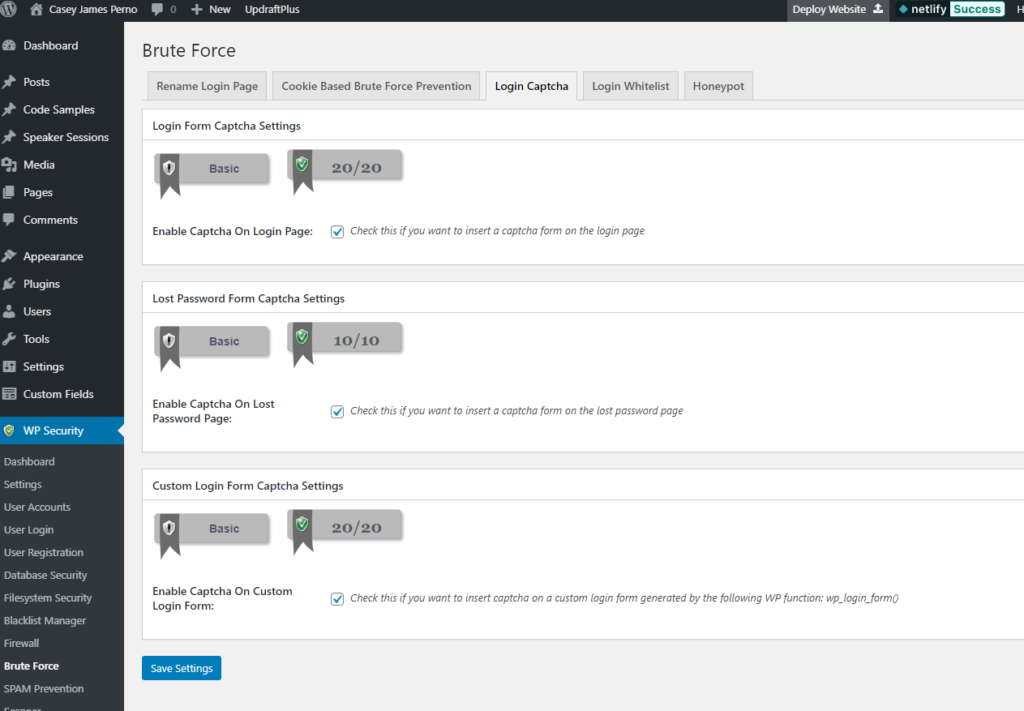 Casey James Perno 0 New UpdraftPlus Deploy Website netlify Success H
Dashboard
Posts
Code Samples
Speaker Sessions
Media
Pages
Comments
Appearance
Plugins
Users
Tools
Settings
Custom Fields
WP Security
Dashboard
Settings
User Accounts
User Login
User Registration
Database Security
Filesystem Security
Blacklist Manager
Firewall
Brute Force
SPAM Prevention
Scanner
Brute Force
Rename Login Page Cookie Based Brute Force Prevention Login Captcha Login Whitelist Honeypot
Login Form Captcha Settings
Basic 20/20
Enable Captcha On Login Page: Check this if you want to insert a captcha form on the login page
Lost Password Form Captcha Settings
Basic 10/10
Enable Captcha On Lost
Password Page:
Check this if you want to insert a captcha form on the lost password page
Custom Login Form Captcha Settings
Basic 20/20
Enable Captcha On Custom
Login Form:
Check this if you want to insert captcha on a custom login form generated by the following WP function: wp_login_form()
Save Settings